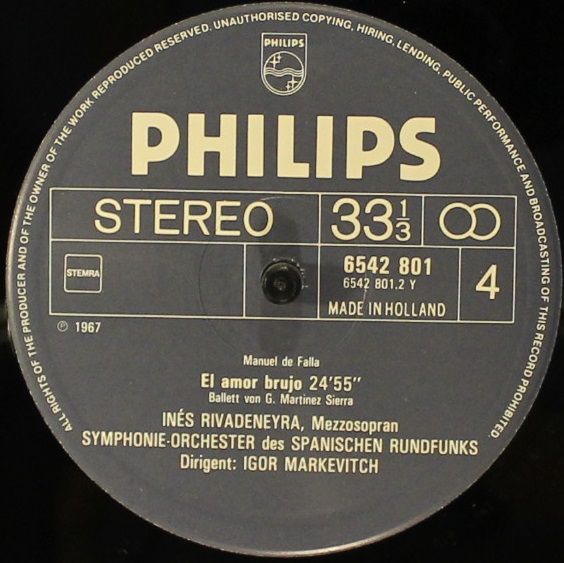 ALL RIGHTS OF THE PRODUCER AND OF THE OWNER OF THE WORK REPRODUCED RESERVED. UNAUTHORISED COPYING, HIRING, LENDING, PUBLIC PERFORMANCE AND BROADCASTING OF THIS RECORD PROHIBITED.
PHILIPS
PHILIPS
STEREO
33 1/3
STEMRA
6542 801
6542 801.2 Y
MADE IN HOLLAND
4
℗ 1967
Manuel de Falla
El amor brujo 24'55"
Ballett von G. Martinez Sierra
INÉS RIVADENEYRA, Mezzosopran
SYMPHONIE-ORCHESTER des SPANISCHEN RUNDFUNKS
Dirigent: IGOR MARKEVITCH